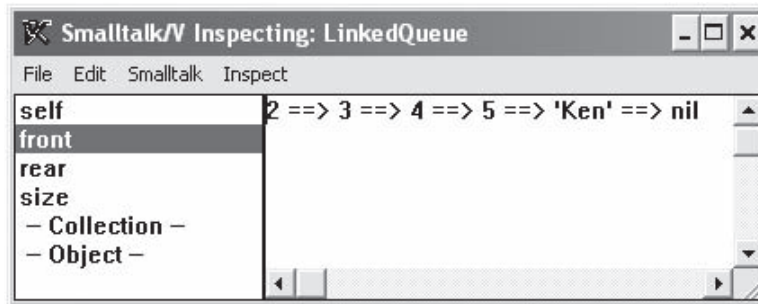 Smalltalk/V Inspecting: LinkedQueue
File Edit Smalltalk Inspect
self
front
rear
size
– Collection –
– Object –
2 ==> 3 ==> 4 ==> 5 ==> 'Ken' ==> nil